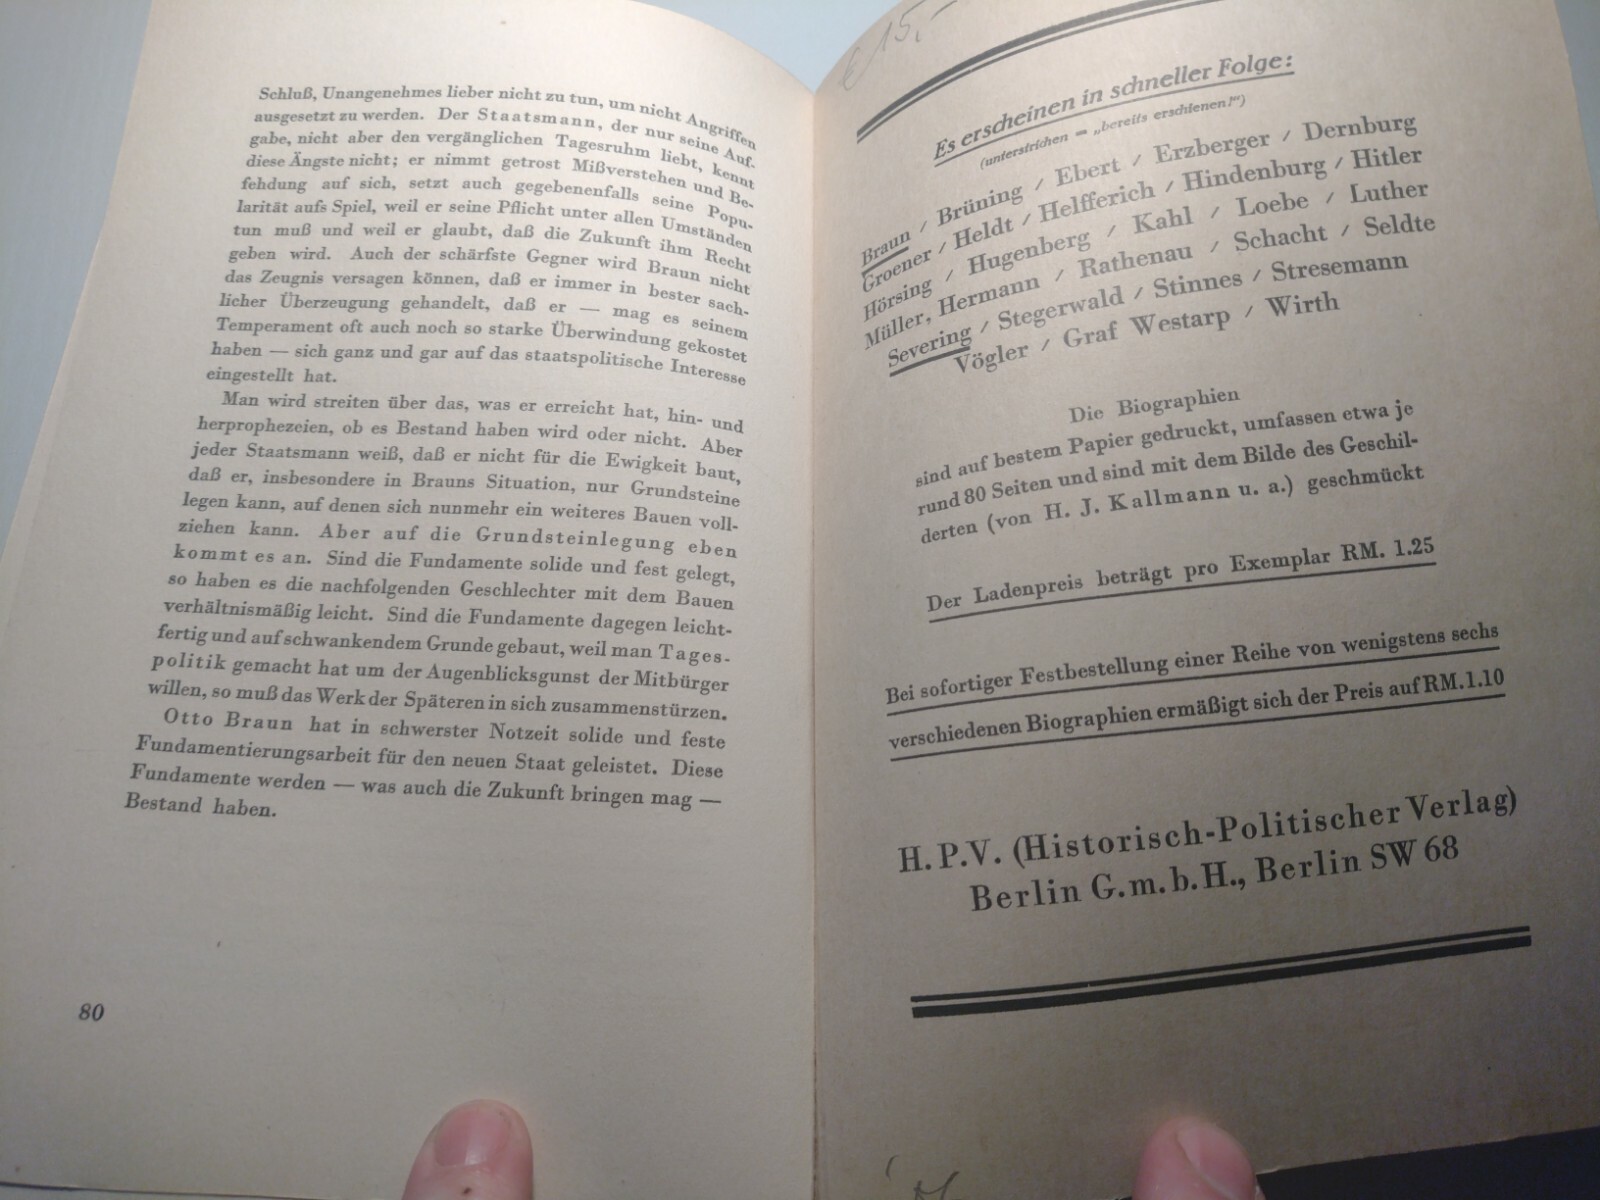 Schluß, Unangenehmes lieber nicht zu tun, um nicht Angriffen
ausgesetzt zu werden. Der Staatsmann, der nur seine Auf-
gabe, nicht aber den vergänglichen Tagesruhm liebt, kennt
diese Ängste nicht; er nimmt getrost Mißverstehen und Be-
fehdung auf sich, setzt auch gegebenenfalls seine Popu-
larität aufs Spiel, weil er seine Pflicht unter allen Umständen
tun muß und weil er glaubt, daß die Zukunft ihm Recht
geben wird. Auch der schärfste Gegner wird Braun nicht
das Zeugnis versagen können, daß er immer in bester sach-
licher Überzeugung gehandelt, daß er — mag es seinem
Temperament oft auch noch so starke Überwindung gekostet
haben — sich ganz und gar auf das staatspolitische Interesse
eingestellt hat.
Man wird streiten über das, was er erreicht hat, hin- und
herprophezeien, ob es Bestand haben wird oder nicht. Aber
jeder Staatsmann weiß, daß er nicht für die Ewigkeit baut,
daß er, insbesondere in Brauns Situation, nur Grundsteine
legen kann, auf denen sich nunmehr ein weiteres Bauen voll-
ziehen kann. Aber auf die Grundsteinlegung eben
kommt es an. Sind die Fundamente solide und fest gelegt,
so haben es die nachfolgenden Geschlechter mit dem Bauen
verhältnismäßig leicht. Sind die Fundamente dagegen leicht-
fertig und auf schwankendem Grunde gebaut, weil man Tages-
politik gemacht hat um der Augenblicksgunst der Mitbürger
willen, so muß das Werk der Späteren in sich zusammenstürzen.
Otto Braun hat in schwerster Notzeit solide und feste
Fundamentierungsarbeit für den neuen Staat geleistet. Diese
Fundamente werden — was auch die Zukunft bringen mag —
Bestand haben.
80
€ 15,-
Es erscheinen in schneller Folge:
(unterstrichen = „bereits erschienen!“)
Braun / Brüning / Ebert / Erzberger / Dernburg
Groener / Heldt / Helfferich / Hindenburg / Hitler
Hörsing / Hugenberg / Kahl / Loebe / Luther
Müller, Hermann / Rathenau / Schacht / Seldte
Severing / Stegerwald / Stinnes / Stresemann
Vögler / Graf Westarp / Wirth
Die Biographien
sind auf bestem Papier gedruckt, umfassen etwa je
rund 80 Seiten und sind mit dem Bilde des Geschil-
derten (von H. J. Kallmann u. a.) geschmückt
Der Ladenpreis beträgt pro Exemplar RM. 1.25
Bei sofortiger Festbestellung einer Reihe von wenigstens sechs
verschiedenen Biographien ermäßigt sich der Preis auf RM. 1.10
H. P. V. (Historisch-Politischer Verlag)
Berlin G. m. b. H., Berlin SW 68